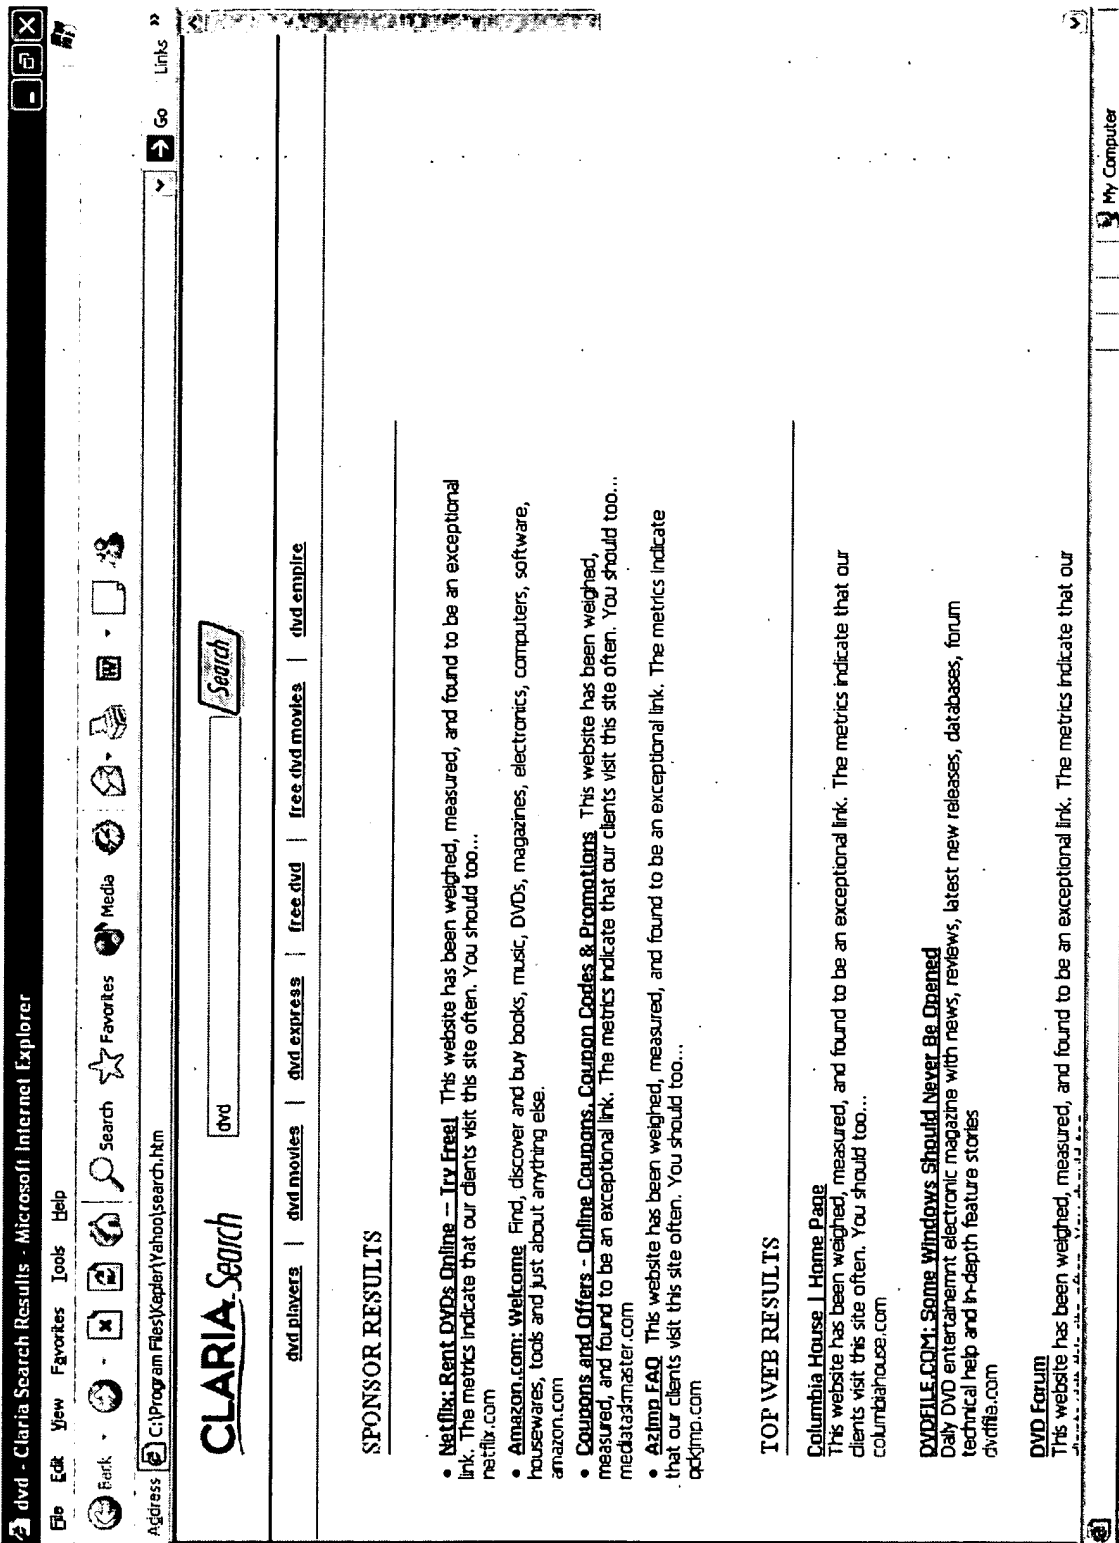 dvd - Claria Search Results - Microsoft Internet Explorer
File Edit View Favorites Tools Help
Back Search Favorites Media
Address C:\Program Files\Kepler\Yahoo\search.htm Go Links »
CLARIA Search dvd Search
dvd players | dvd movies | dvd express | free dvd | free dvd movies | dvd empire
SPONSOR RESULTS
• Netflix: Rent DVDs Online -- Try Free! This website has been weighed, measured, and found to be an exceptional
link. The metrics indicate that our clients visit this site often. You should too...
netflix.com
• Amazon.com: Welcome Find, discover and buy books, music, DVDs, magazines, electronics, computers, software,
housewares, tools and just about anything else.
amazon.com
• Coupons and Offers - Online Coupons, Coupon Codes & Promotions This website has been weighed,
measured, and found to be an exceptional link. The metrics indicate that our clients visit this site often. You should too...
mediataskmaster.com
• Azimp FAQ This website has been weighed, measured, and found to be an exceptional link. The metrics indicate
that our clients visit this site often. You should too...
qckjmp.com
TOP WEB RESULTS
Columbia House | Home Page
This website has been weighed, measured, and found to be an exceptional link. The metrics indicate that our
clients visit this site often. You should too...
columbiahouse.com
DVDFILE.COM: Some Windows Should Never Be Opened
Daily DVD entertainemnt electronic magazine with news, reviews, latest new releases, databases, forum
technical help and in-depth feature stories
dvdfile.com
DVD Forum
This website has been weighed, measured, and found to be an exceptional link. The metrics indicate that our
My Computer